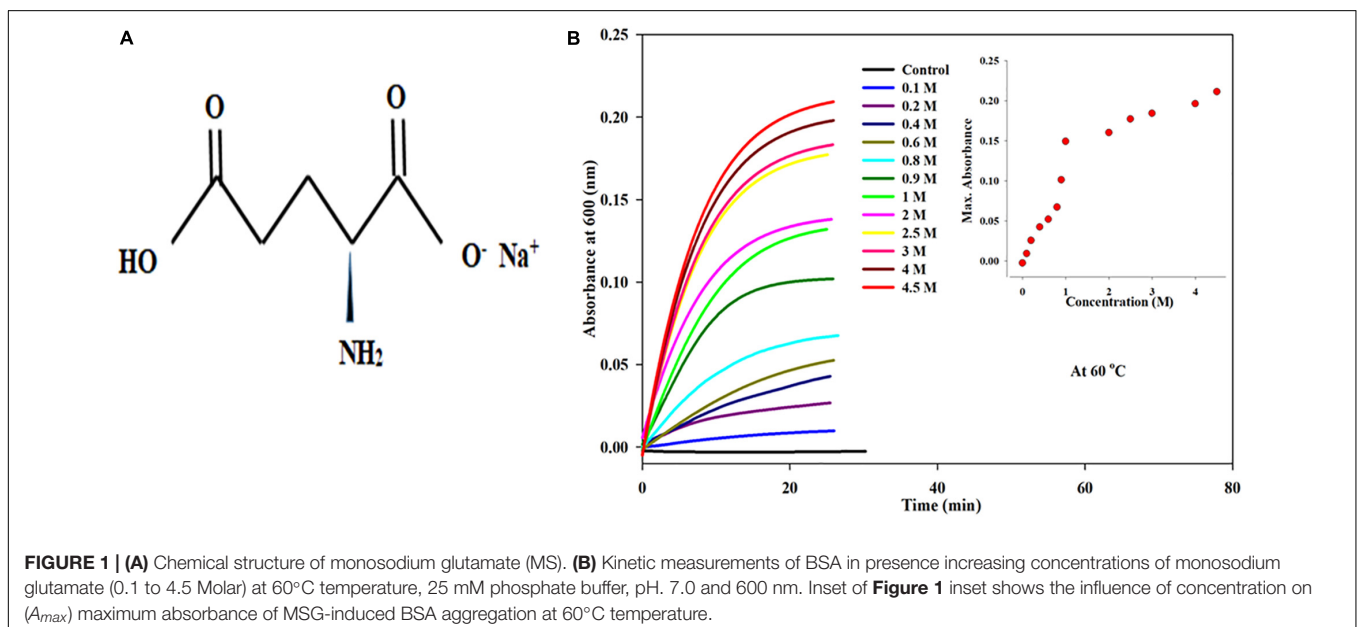 A
O
O
HO
O⁻ Na⁺
NH₂
B
0.25
0.20
0.15
0.10
0.05
0.00
Absorbance at 600 (nm)
0
20
40
60
80
Time (min)
Control
0.1 M
0.2 M
0.4 M
0.6 M
0.8 M
0.9 M
1 M
2 M
2.5 M
3 M
4 M
4.5 M
0.25
0.20
0.15
0.10
0.05
0.00
Max. Absorbance
0
1
2
3
4
Concentration (M)
At 60 °C
FIGURE 1 | (A) Chemical structure of monosodium glutamate (MS). (B) Kinetic measurements of BSA in presence increasing concentrations of monosodium
glutamate (0.1 to 4.5 Molar) at 60°C temperature, 25 mM phosphate buffer, pH. 7.0 and 600 nm. Inset of Figure 1 inset shows the influence of concentration on
(Amax) maximum absorbance of MSG-induced BSA aggregation at 60°C temperature.